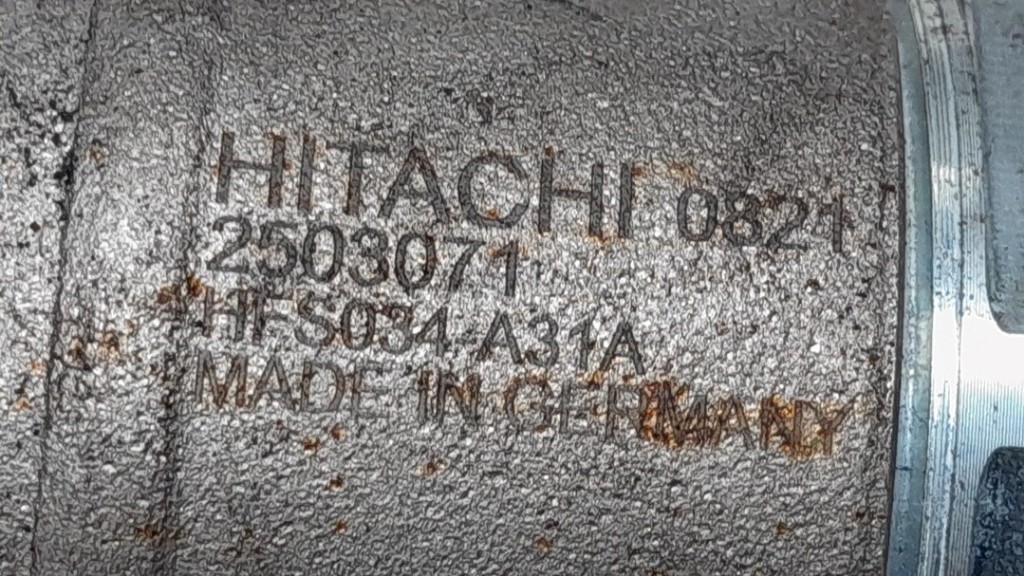 HITACHI 0821
2503071
HFS034-A31A
MADE IN GERMANY